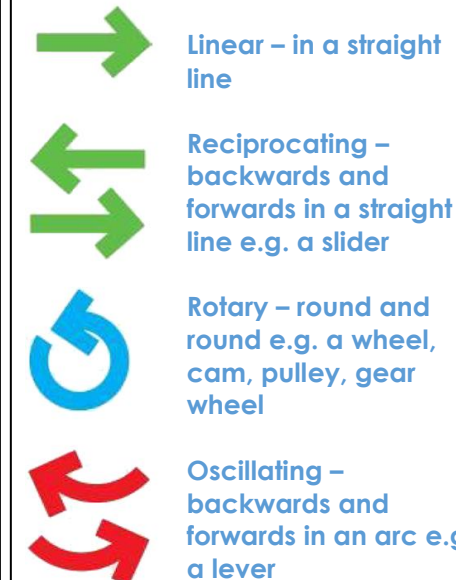 Linear – in a straight
line
Reciprocating –
backwards and
forwards in a straight
line e.g. a slider
Rotary – round and
round e.g. a wheel,
cam, pulley, gear
wheel
Oscillating –
backwards and
forwards in an arc e.g
a lever